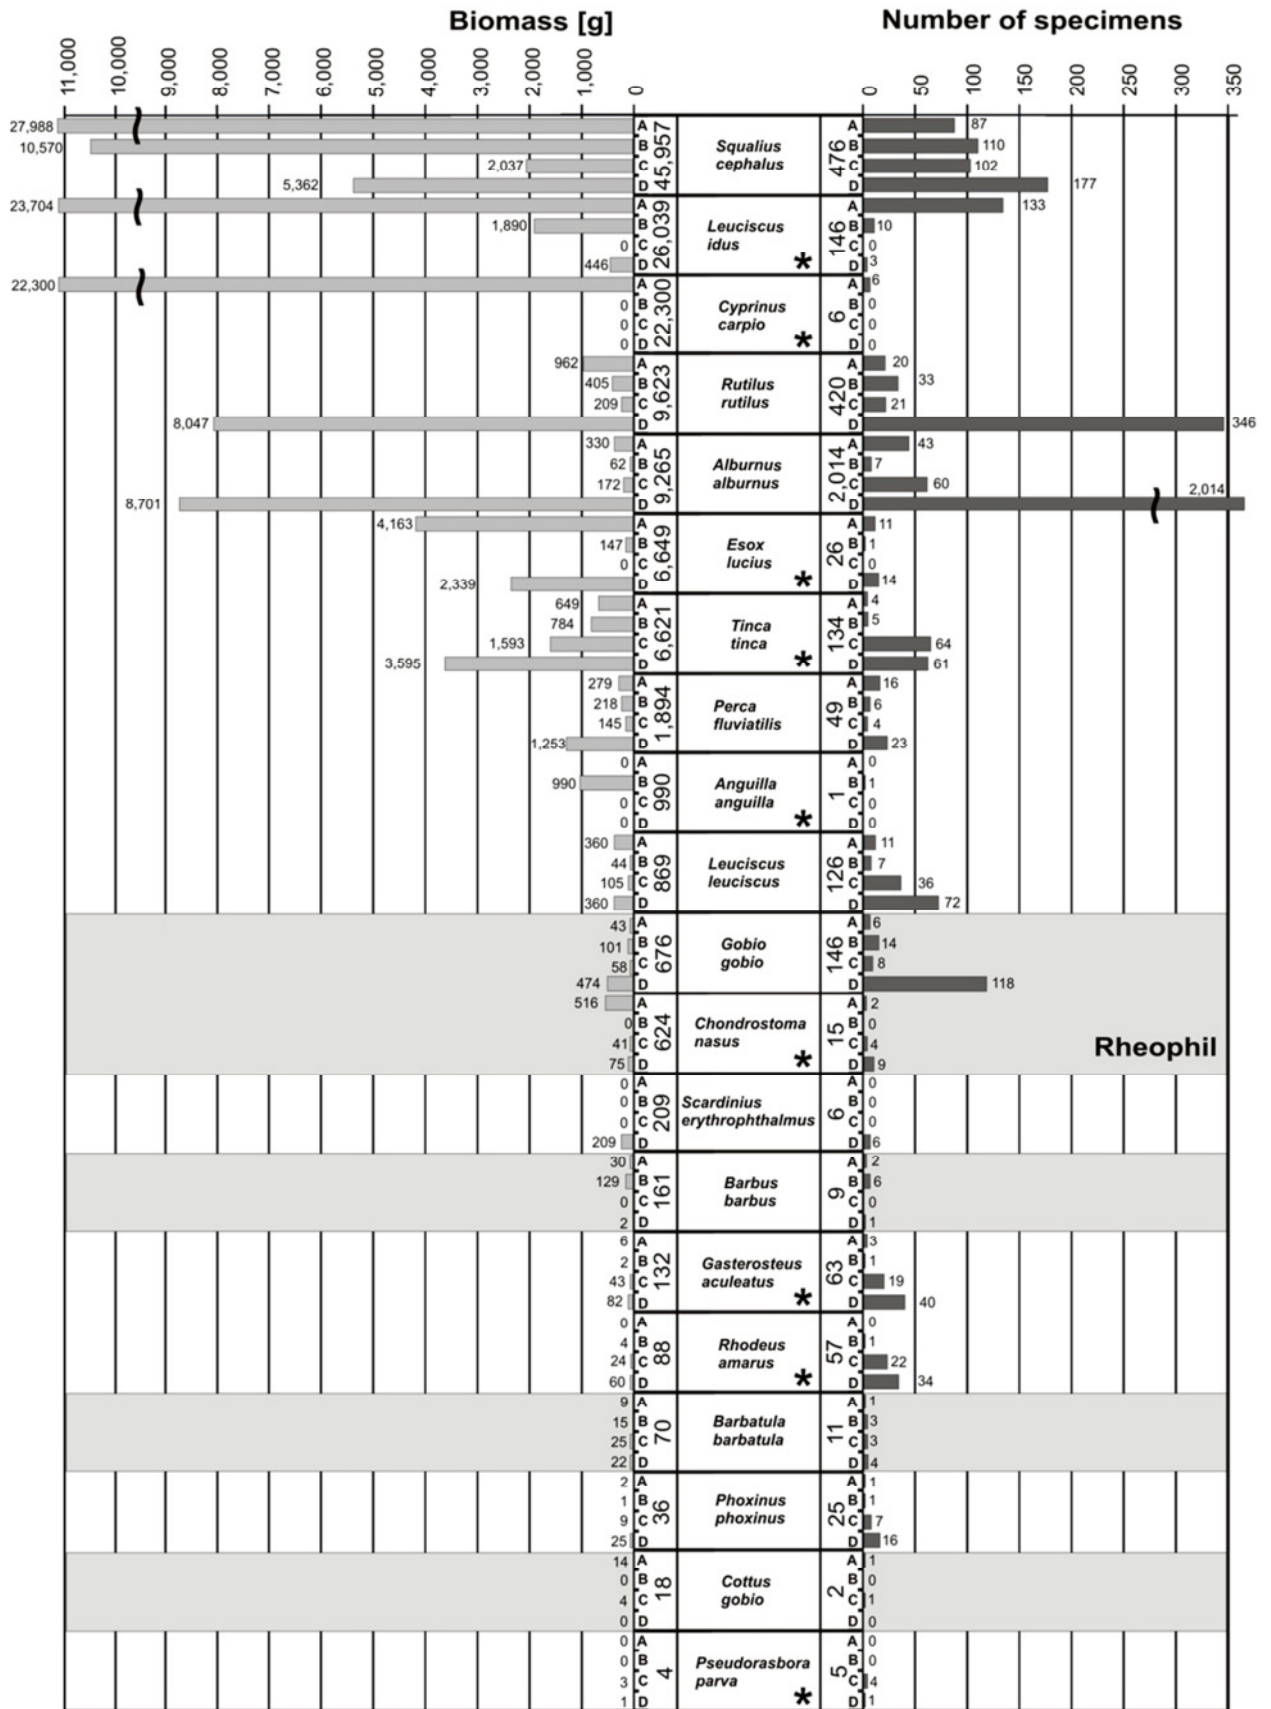 Biomass [g] Number of specimens
11,000 10,000 9,000 8,000 7,000 6,000 5,000 4,000 3,000 2,000 1,000 0 0 50 100 150 200 250 300 350
27,988 A A 87
10,570 B B 110
2,037 C C 102
5,362 D D 177
45,957 Squalius cephalus 476
23,704 A A 133
1,890 B B 10
0 C C 0
446 D D 3
26,039 Leuciscus idus * 146
22,300 A A 6
0 B B 0
0 C C 0
0 D D 0
22,300 Cyprinus carpio * 6
962 A A 20
405 B B 33
209 C C 21
8,047 D D 346
9,623 Rutilus rutilus 420
330 A A 43
62 B B 7
172 C C 60
8,701 D D 2,014
9,265 Alburnus alburnus 2,014
4,163 A A 11
147 B B 1
0 C C 0
2,339 D D 14
6,649 Esox lucius * 26
649 A A 4
784 B B 5
1,593 C C 64
3,595 D D 61
6,621 Tinca tinca * 134
279 A A 16
218 B B 6
145 C C 4
1,253 D D 23
1,894 Perca fluviatilis 49
0 A A 0
990 B B 1
0 C C 0
0 D D 0
990 Anguilla anguilla * 1
360 A A 11
44 B B 7
105 C C 36
360 D D 72
869 Leuciscus leuciscus 126
43 A A 6
101 B B 14
58 C C 8
474 D D 118
676 Gobio gobio 146
516 A A 2
0 B B 0
41 C C 4
75 D D 9
624 Chondrostoma nasus * 15
Rheophil
0 A A 0
0 B B 0
0 C C 0
209 D D 6
209 Scardinius erythrophthalmus 6
30 A A 2
129 B B 6
0 C C 0
2 D D 1
161 Barbus barbus 9
6 A A 3
2 B B 1
43 C C 19
82 D D 40
132 Gasterosteus aculeatus * 63
0 A A 0
4 B B 1
24 C C 22
60 D D 34
88 Rhodeus amarus * 57
9 A A 1
15 B B 3
25 C C 3
22 D D 4
70 Barbatula barbatula 11
2 A A 1
1 B B 1
9 C C 7
25 D D 16
36 Phoxinus phoxinus 25
14 A A 1
0 B B 0
4 C C 1
0 D D 0
18 Cottus gobio 2
0 A A 0
0 B B 0
3 C C 4
1 D D 1
4 Pseudorasbora parva * 5